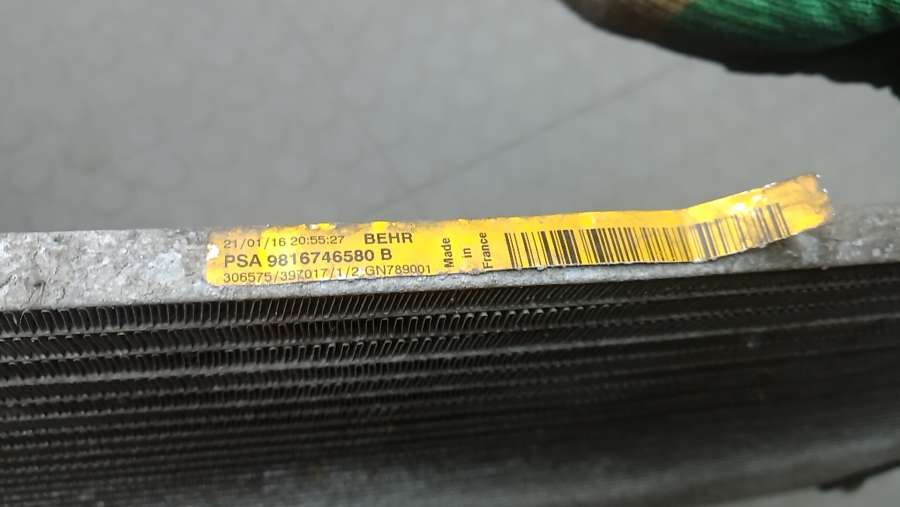 21/01/16 20:55:27 BEHR
PSA 9816746580 B
306575/397017/1/2 GN789001
Made
in
France